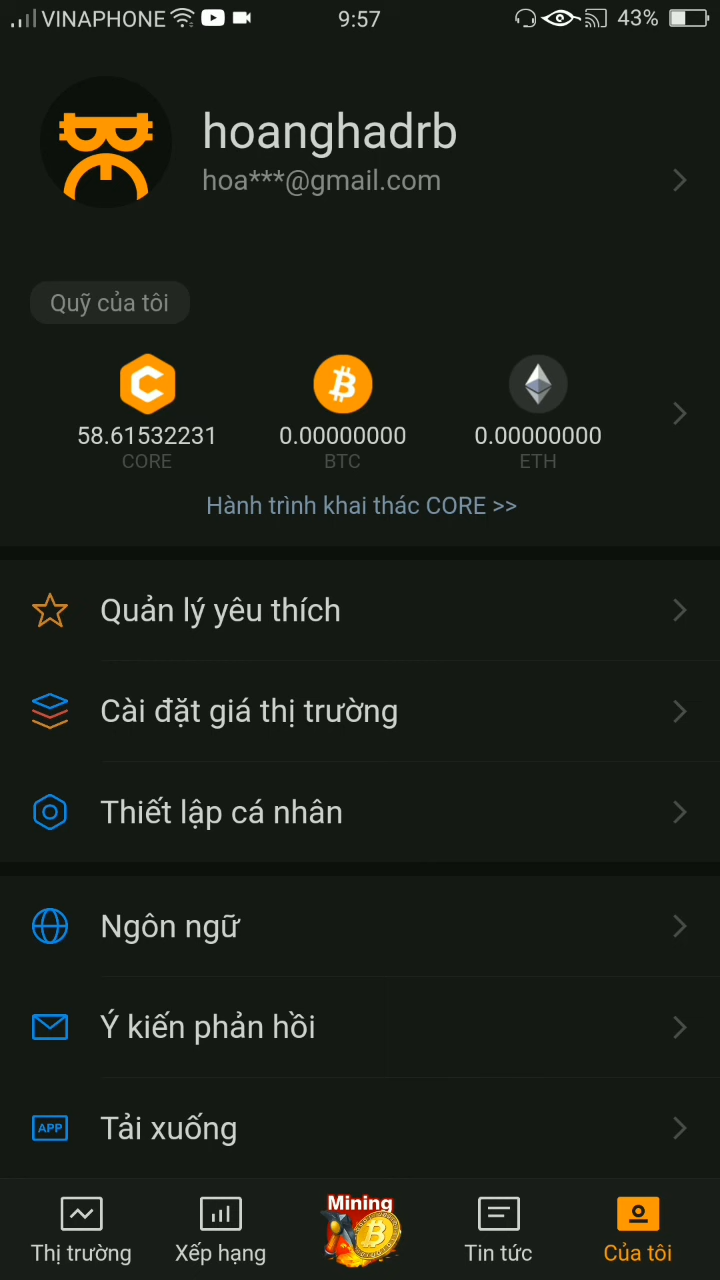 VINAPHONE 9:57 43%
hoanghadrb
hoa***@gmail.com
Quỹ của tôi
58.61532231 0.00000000 0.00000000
CORE BTC ETH
Hành trình khai thác CORE >>
Quản lý yêu thích
Cài đặt giá thị trường
Thiết lập cá nhân
Ngôn ngữ
Ý kiến phản hồi
APP Tải xuống
Mining
Thị trường Xếp hạng Tin tức Của tôi